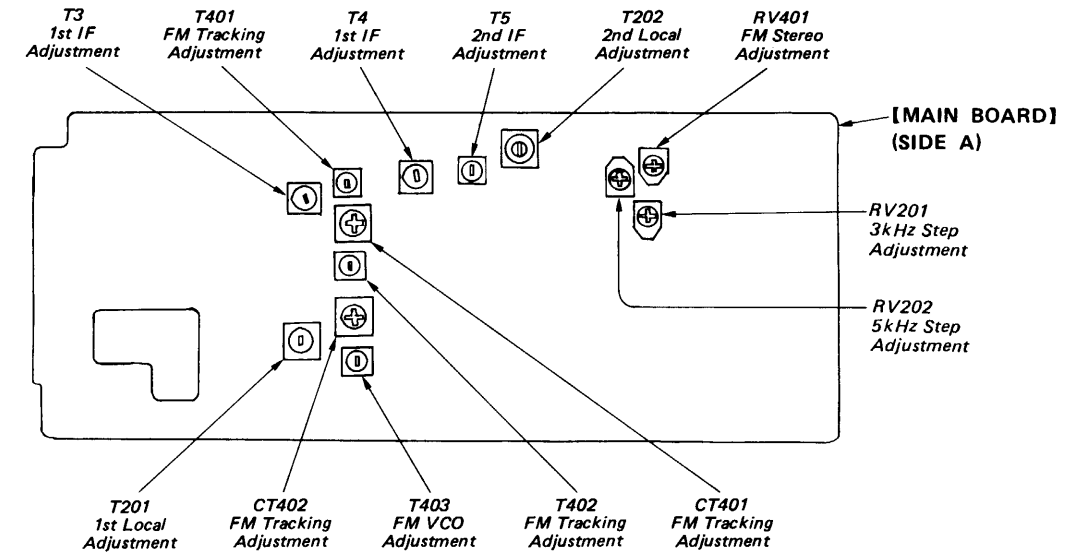 T3
1st IF
Adjustment
T401
FM Tracking
Adjustment
T4
1st IF
Adjustment
T5
2nd IF
Adjustment
T202
2nd Local
Adjustment
RV401
FM Stereo
Adjustment
【MAIN BOARD】
(SIDE A)
RV201
3kHz Step
Adjustment
RV202
5kHz Step
Adjustment
T201
1st Local
Adjustment
CT402
FM Tracking
Adjustment
T403
FM VCO
Adjustment
T402
FM Tracking
Adjustment
CT401
FM Tracking
Adjustment